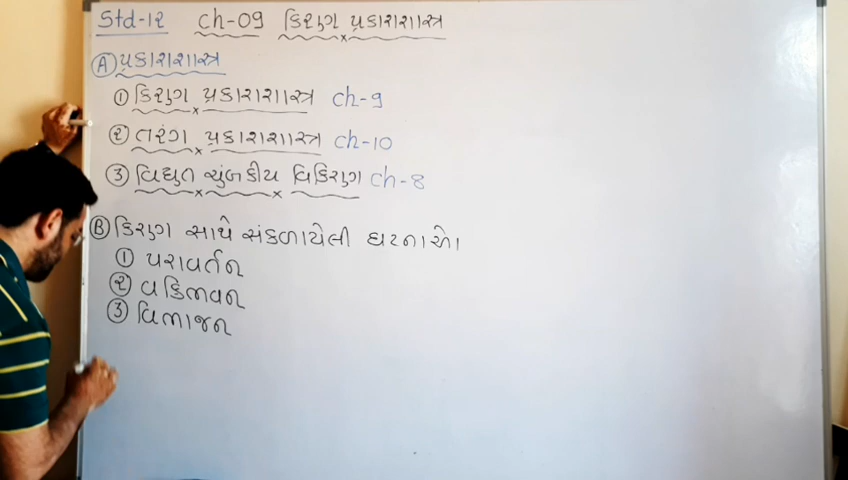 Std-12 ch-09 કિરણ પ્રકાશશાસ્ત્ર
Ⓐ પ્રકાશશાસ્ત્ર
① કિરણ પ્રકાશશાસ્ત્ર ch-9
② તરંગ પ્રકાશશાસ્ત્ર ch-10
③ વિદ્યુત ચુંબકીય વિકિરણ ch-8
Ⓑ કિરણ સાથે સંકળાયેલી ઘટનાઓ
① પરાવર્તન
② વક્રિભવન
③ વિભાજન